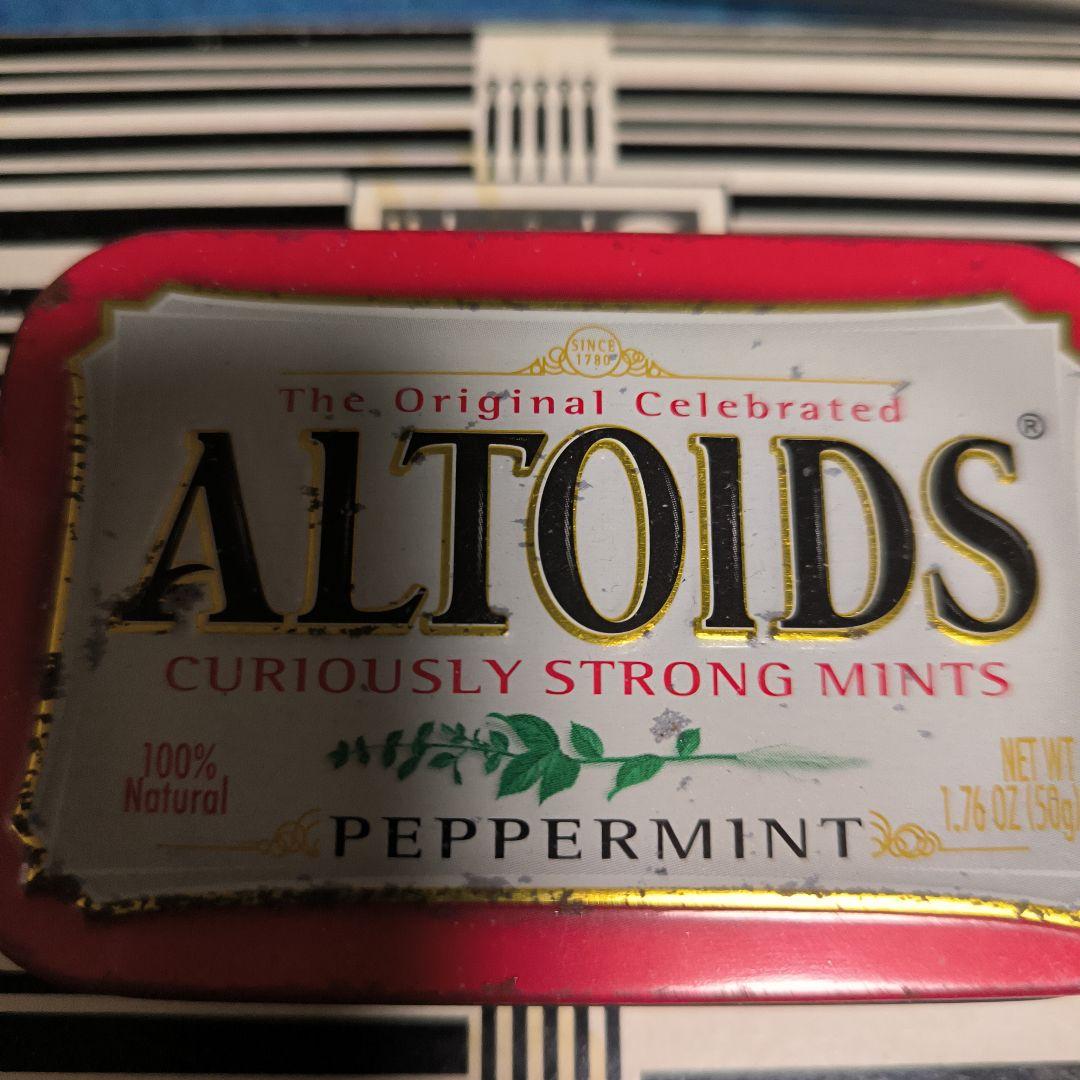 SINCE
1780
The Original Celebrated
ALTOIDS®
CURIOUSLY STRONG MINTS
100%
Natural
PEPPERMINT
NET WT
1.76 OZ (50g)